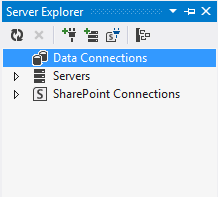 Server Explorer
Data Connections
Servers
SharePoint Connections